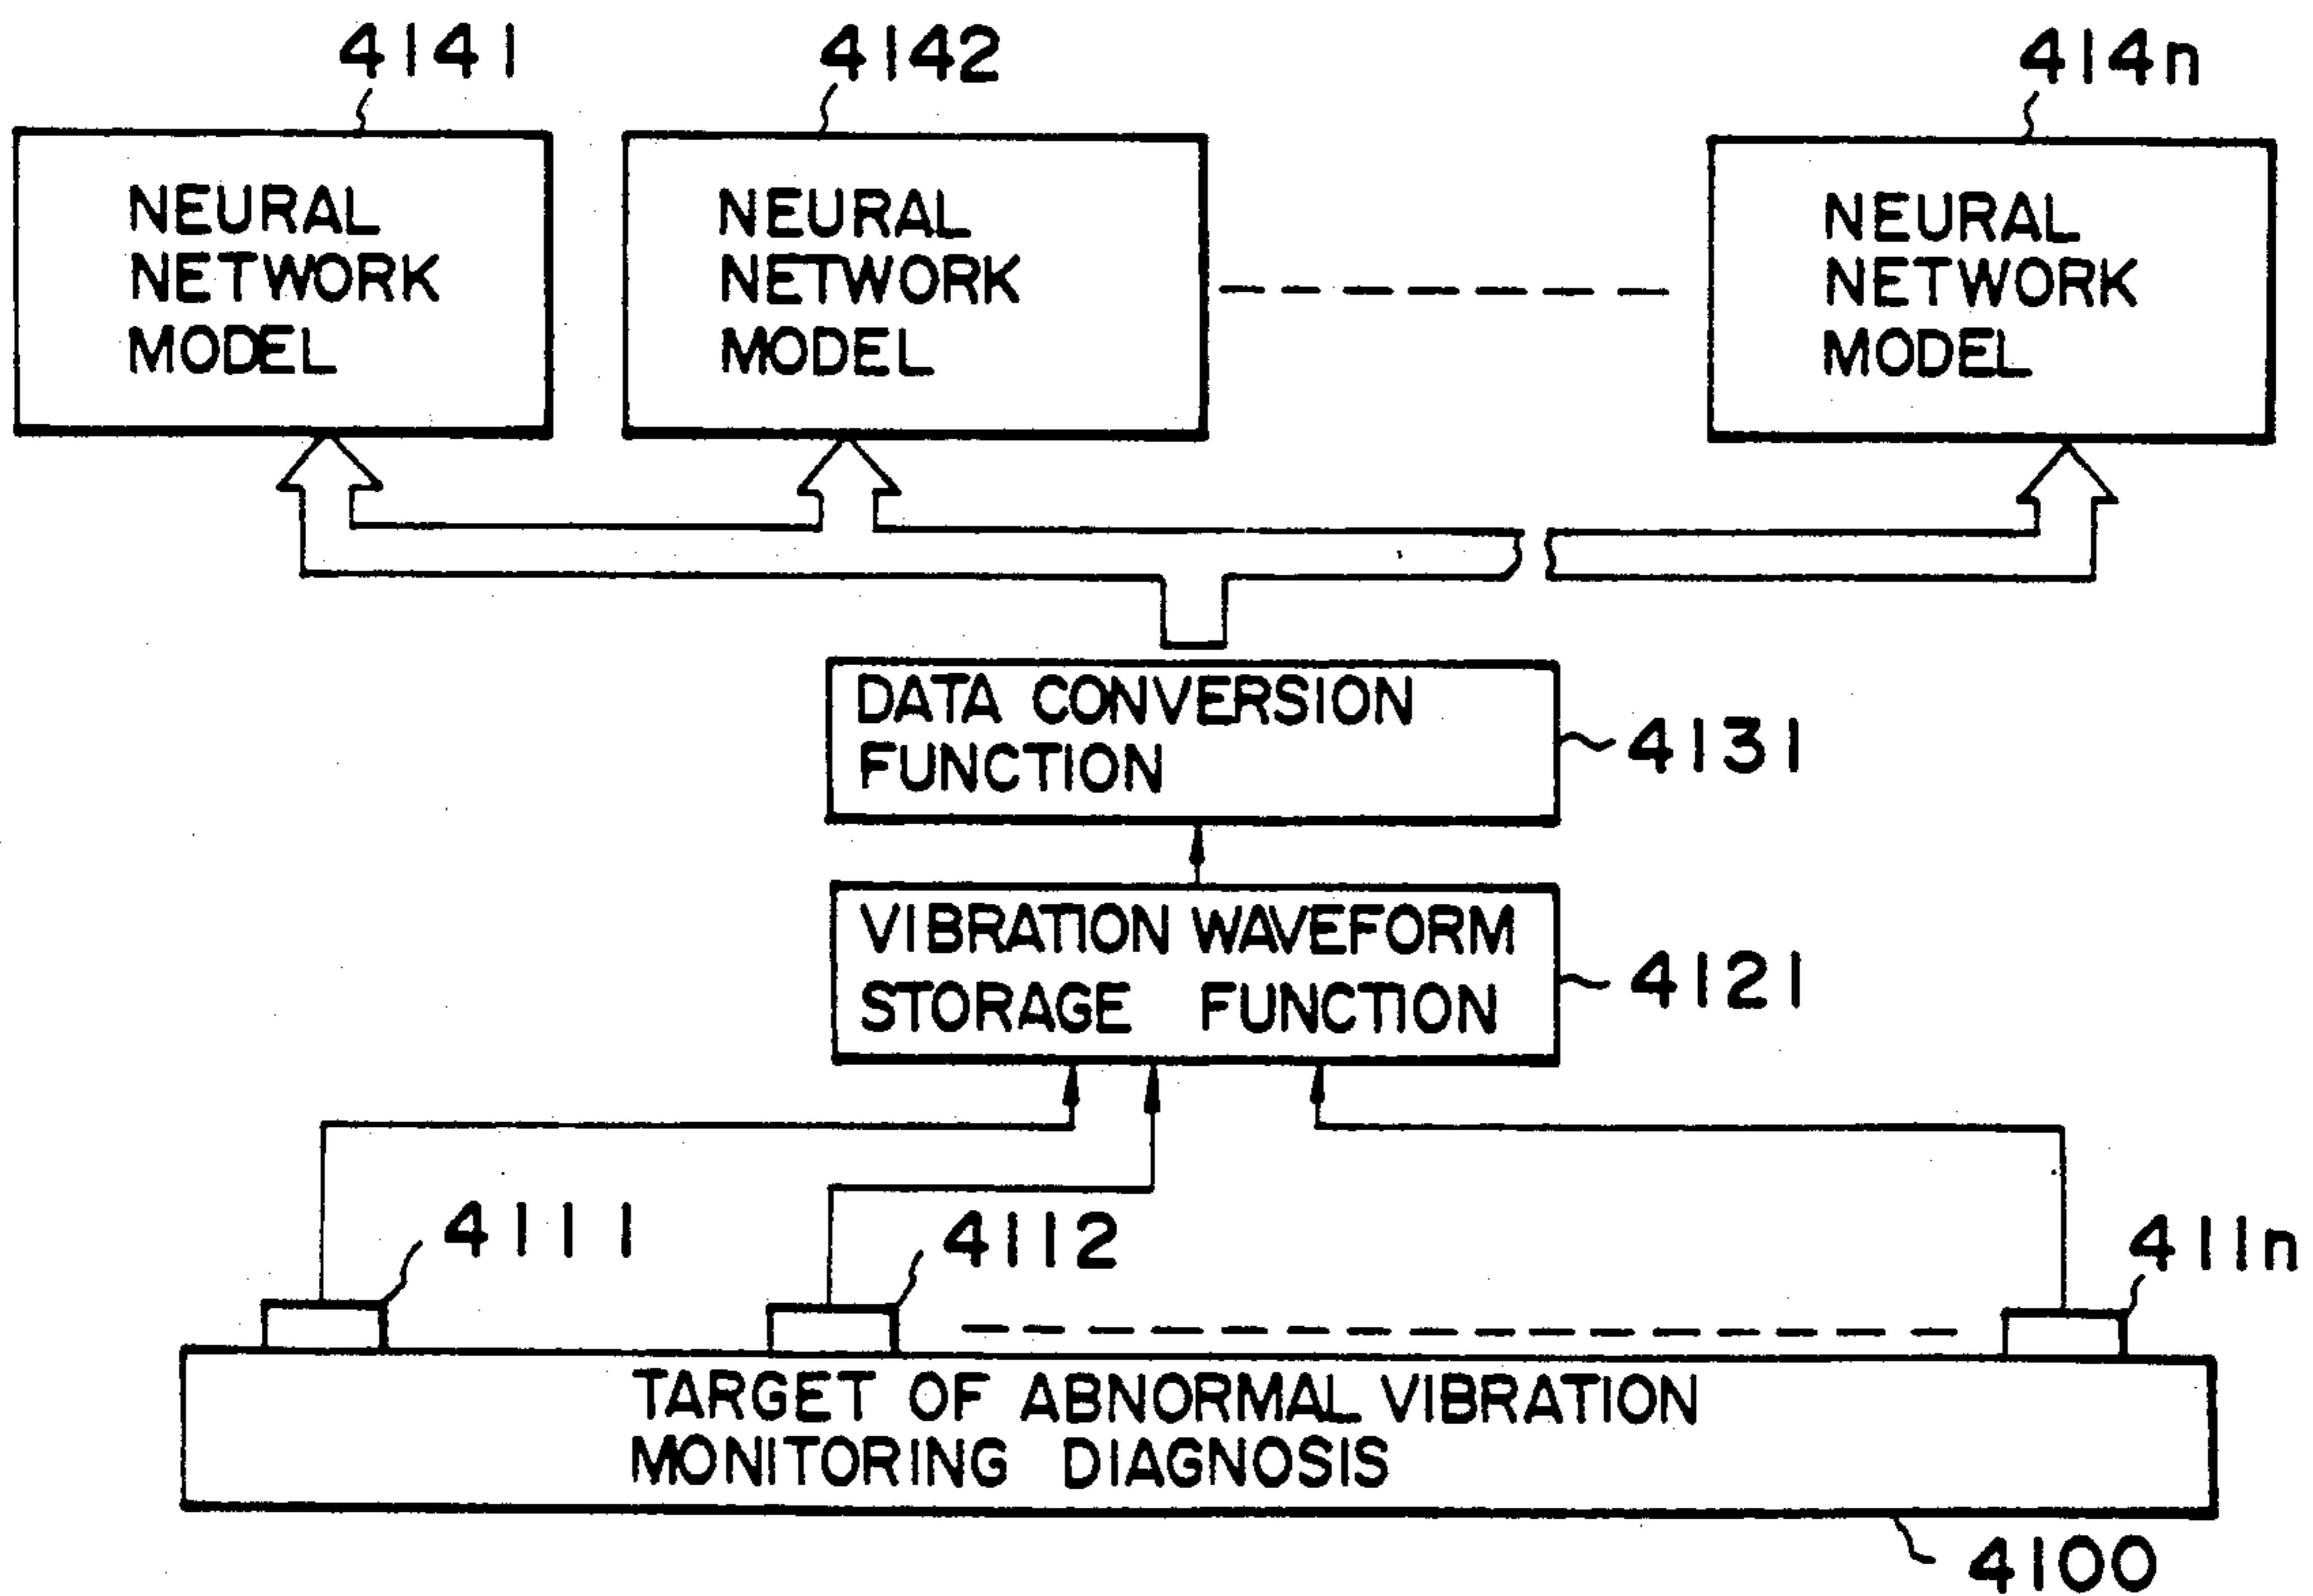 4141
4142
414n
NEURAL
NETWORK
MODEL
NEURAL
NETWORK
MODEL
NEURAL
NETWORK
MODEL
DATA CONVERSION
FUNCTION
4131
VIBRATION WAVEFORM
STORAGE FUNCTION
4121
4111
4112
411n
TARGET OF ABNORMAL VIBRATION
MONITORING DIAGNOSIS
4100